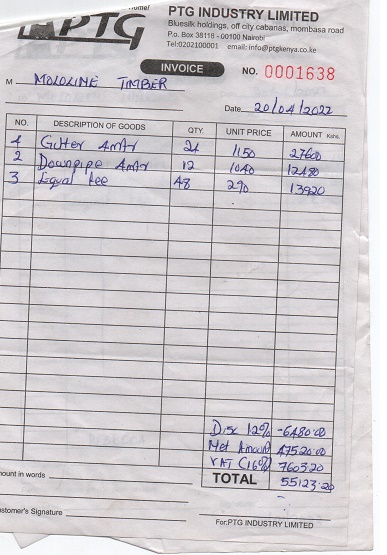 Home!
PTG
PTG INDUSTRY LIMITED
Bluesilk holdings, off city cabanas, mombasa road
P.o. Box 38118 - 00100 Nairobi
Tel:0202100001 email: info@ptgkenya.co.ke
INVOICE NO. 0001638
M MOLOLINE TIMBER
Date 20/04/2022
NO. DESCRIPTION OF GOODS QTY. UNIT PRICE AMOUNT Kshs.
1 Gutter 4mtr 24 1150 27600
2 Downpipe 4mtr 12 1040 12480
3 Equal tee 48 290 13920
Disc 12% -6480.00
Net Amount 47520.00
VAT (16%) 7603.20
TOTAL 55123.20
mount in words
stomer's Signature
For:PTG INDUSTRY LIMITED